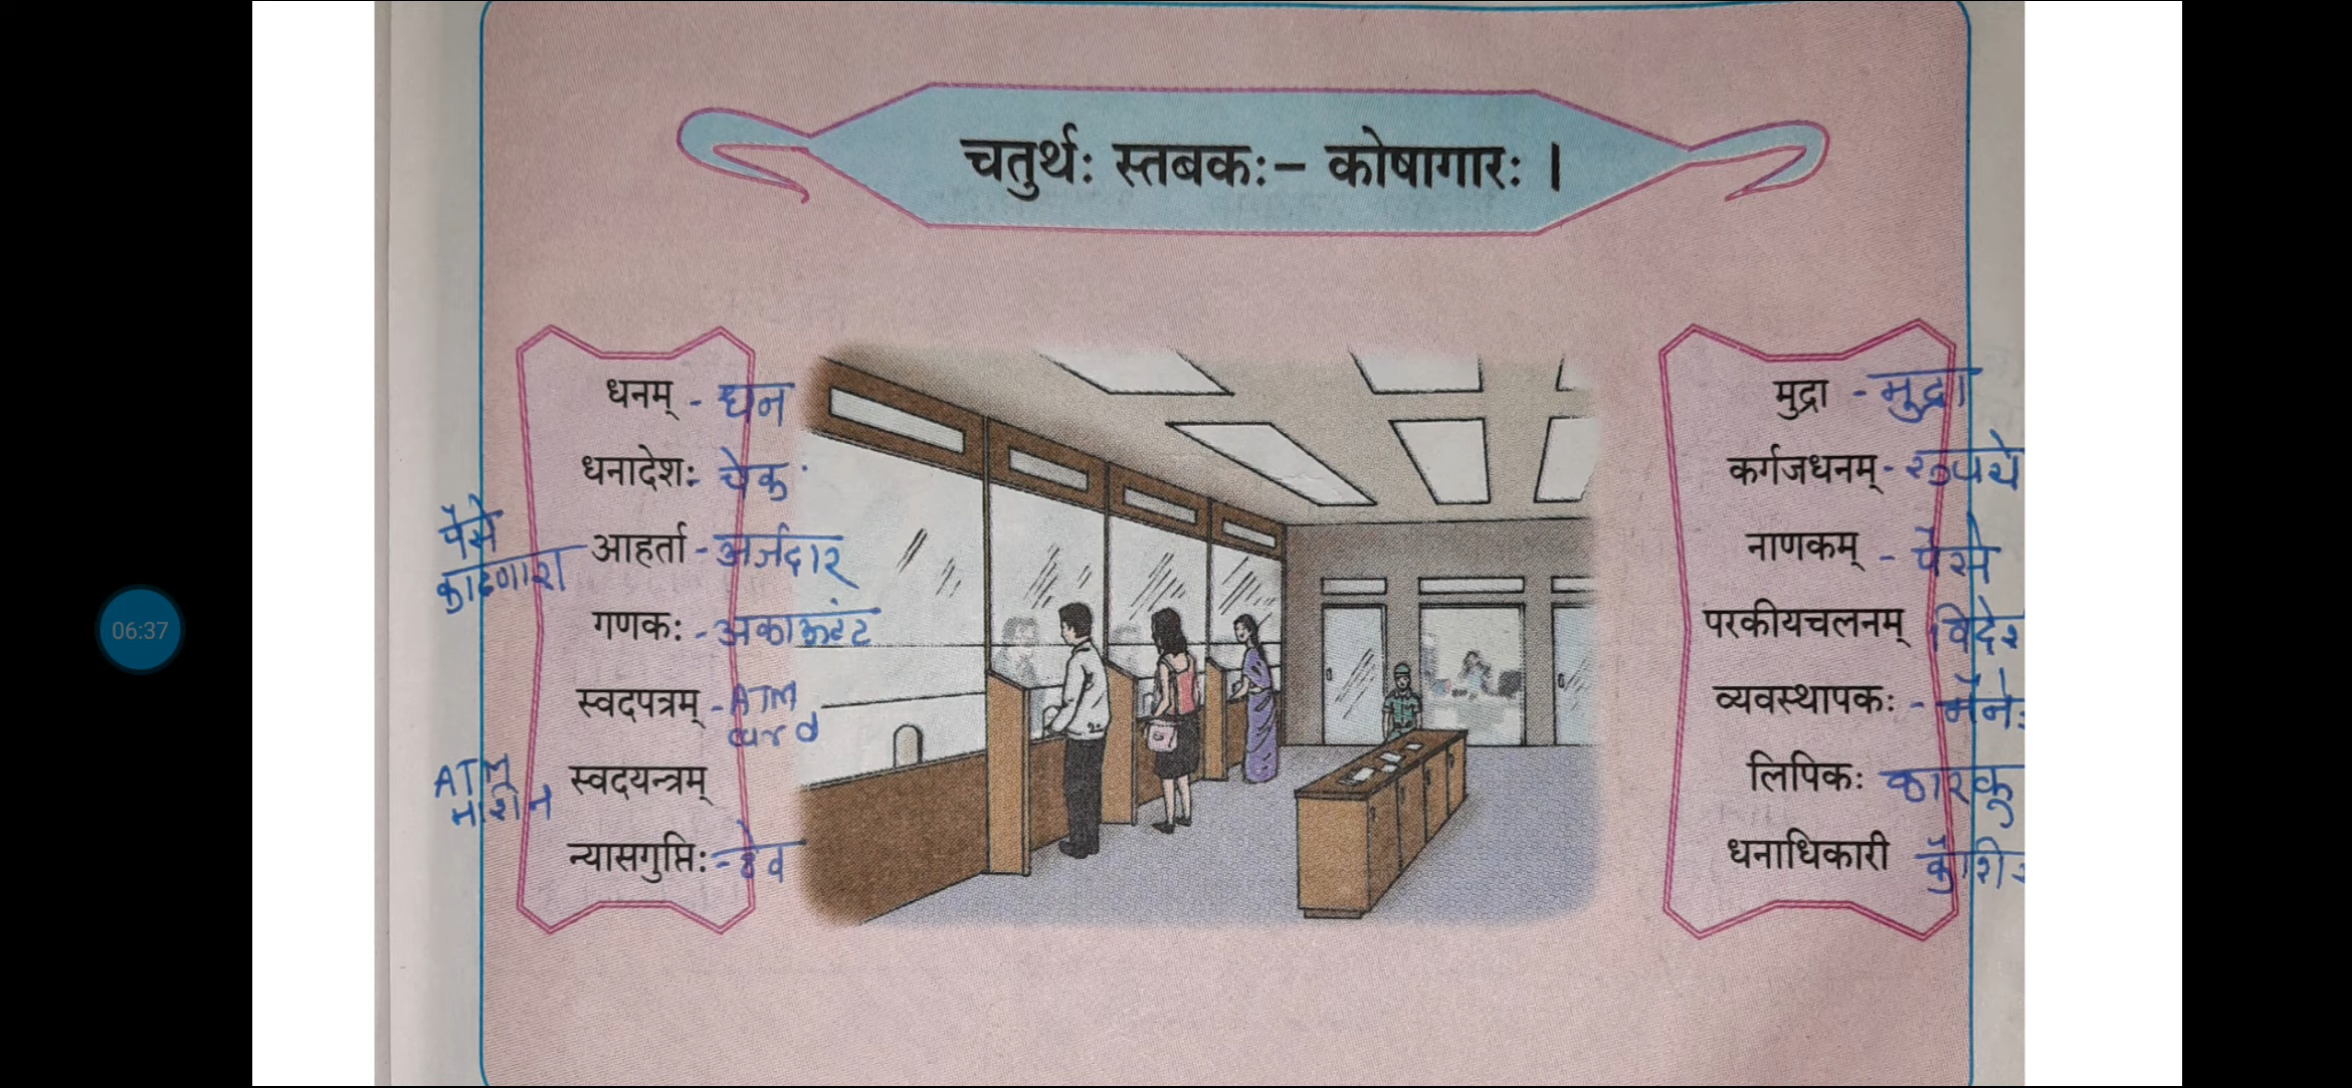 चतुर्थः स्तबकः– कोषागारः ।
धनम् - धन
धनादेशः चेक
पैसे काढणारा आहर्ता - अर्जदार
गणकः - अकाऊंटंट
स्वदपत्रम् - ATM card
ATM मशिन स्वदयन्त्रम्
न्यासगुप्तिः - ठेव
मुद्रा - मुद्रा
कर्गजधनम् - रुपये
नाणकम् - पैसे
परकीयचलनम् विदेश
व्यवस्थापकः - मॅने
लिपिकः कारकु
धनाधिकारी कॅशि
06:37